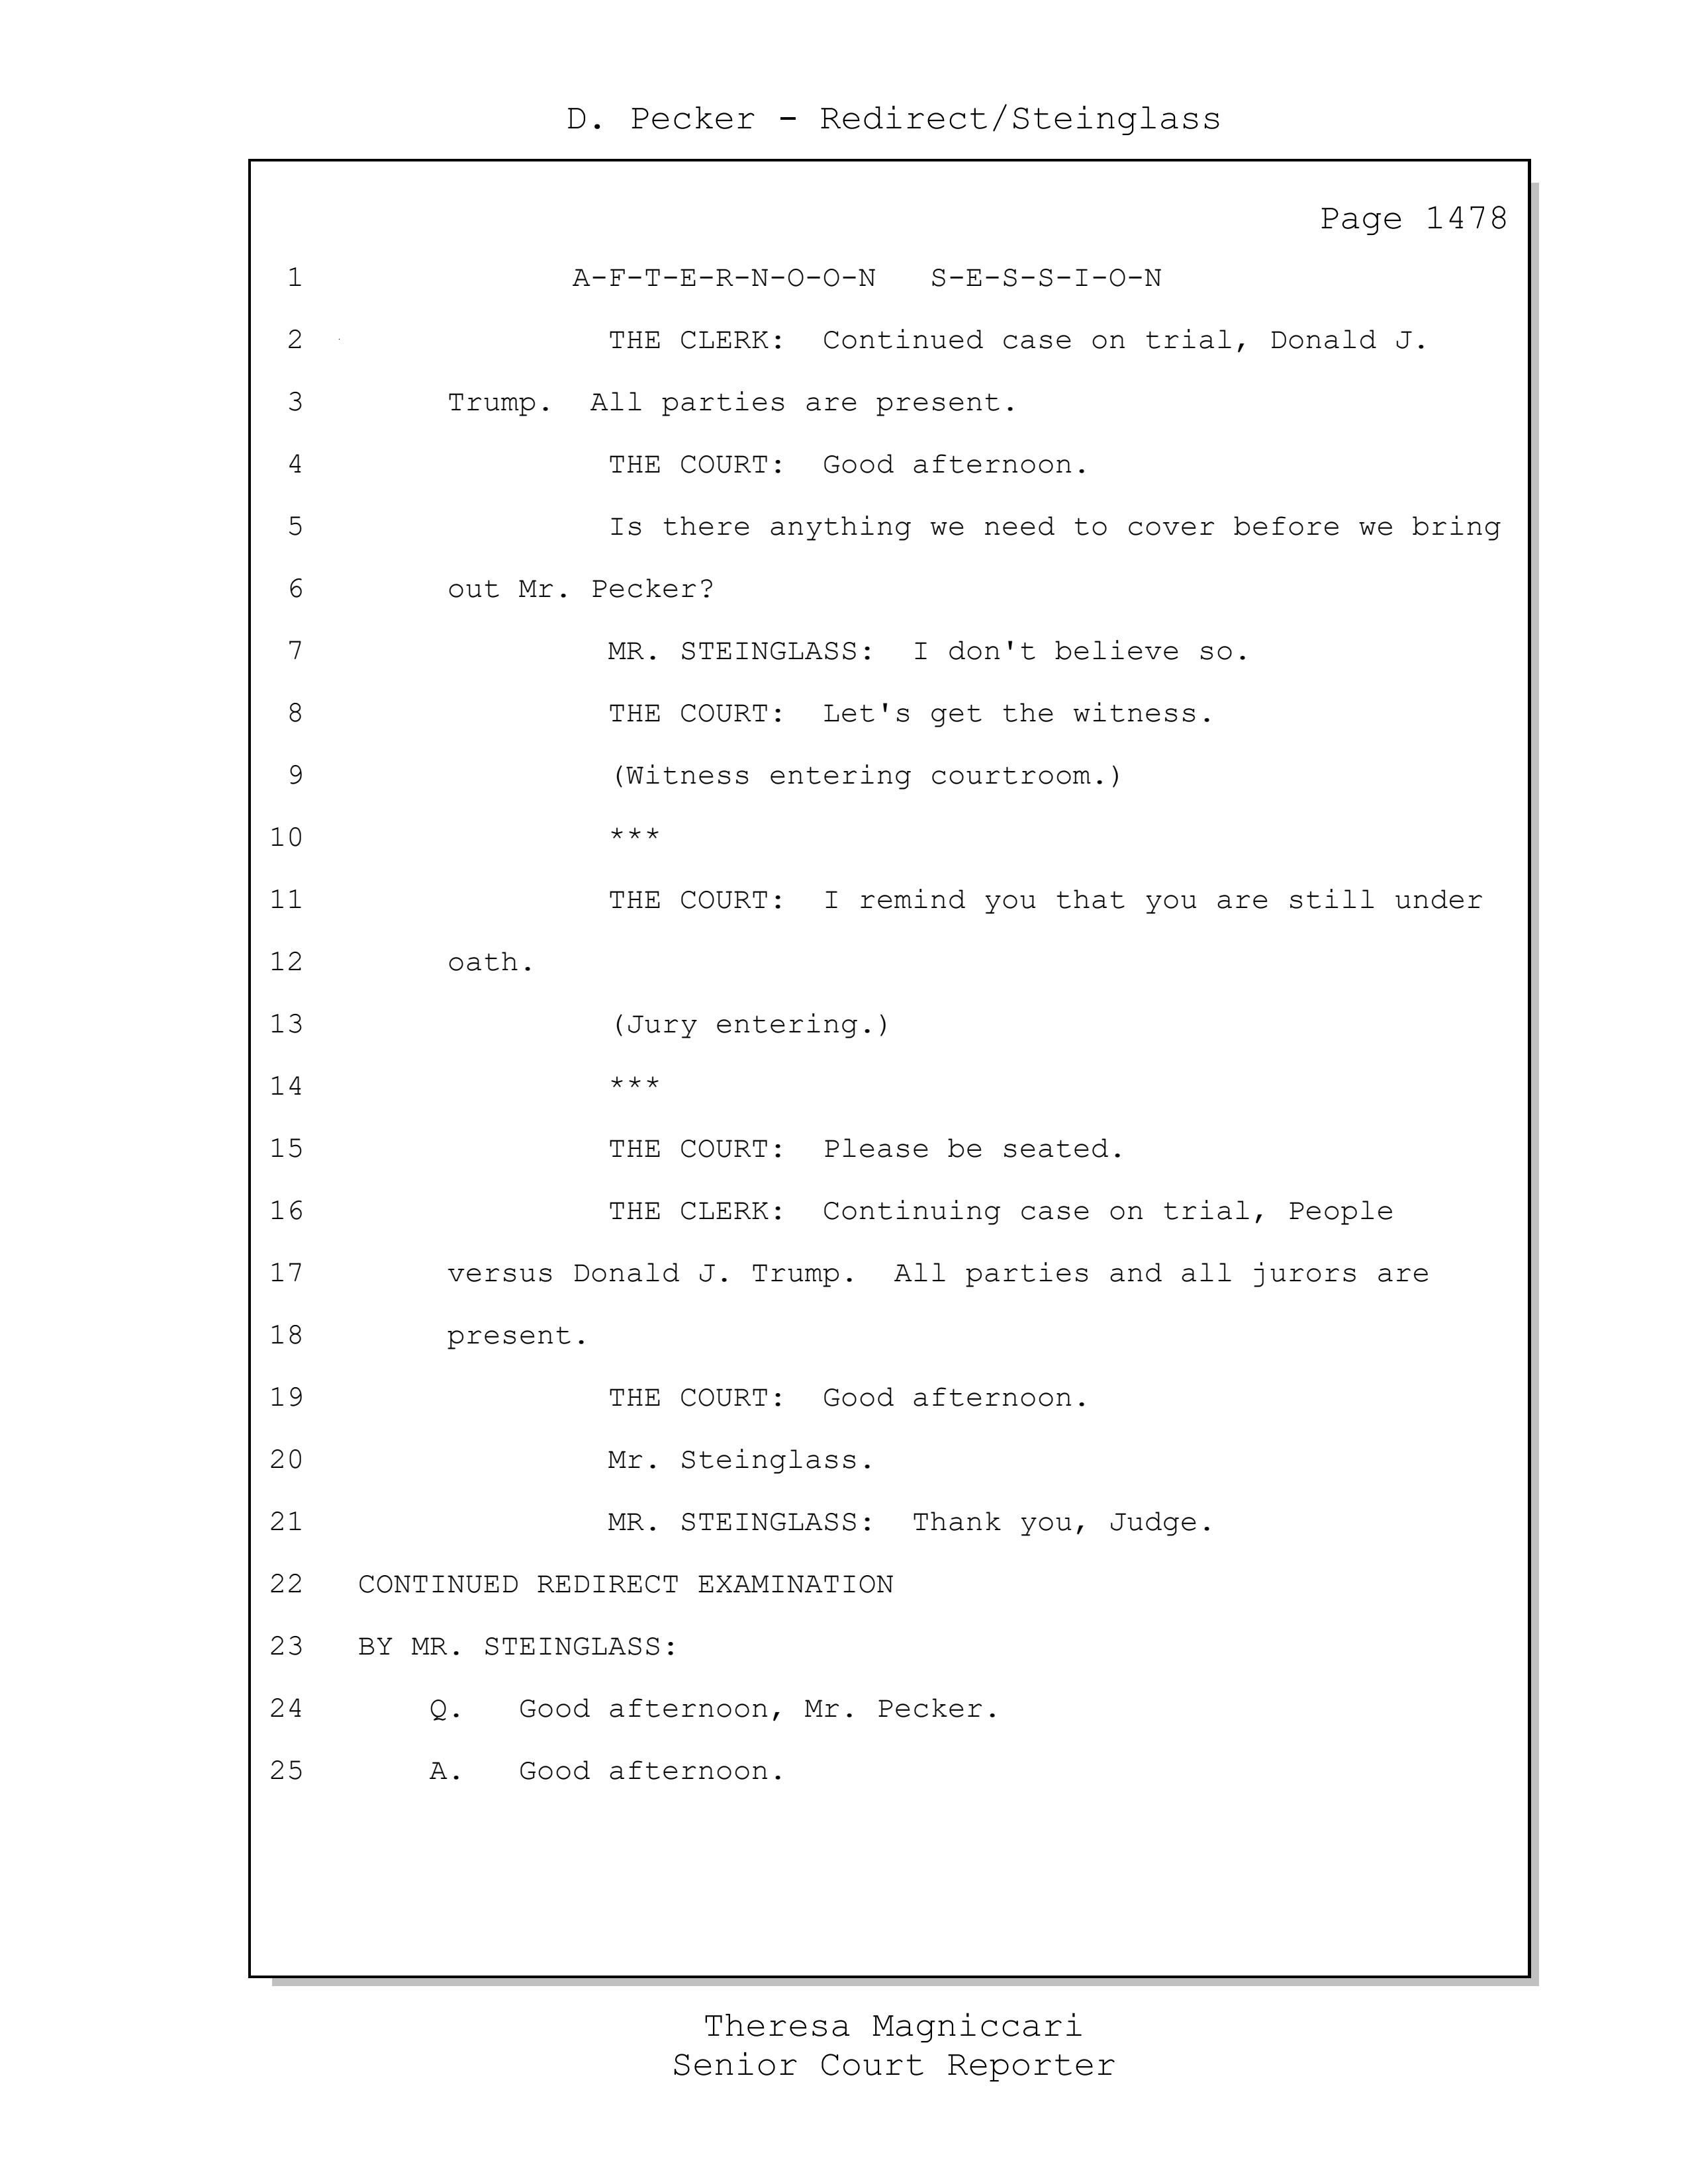 D. Pecker - Redirect/Steinglass
Page 1478
1 A-F-T-E-R-N-O-O-N S-E-S-S-I-O-N
2 THE CLERK: Continued case on trial, Donald J.
3 Trump. All parties are present.
4 THE COURT: Good afternoon.
5 Is there anything we need to cover before we bring
6 out Mr. Pecker?
7 MR. STEINGLASS: I don't believe so.
8 THE COURT: Let's get the witness.
9 (Witness entering courtroom.)
10 ***
11 THE COURT: I remind you that you are still under
12 oath.
13 (Jury entering.)
14 ***
15 THE COURT: Please be seated.
16 THE CLERK: Continuing case on trial, People
17 versus Donald J. Trump. All parties and all jurors are
18 present.
19 THE COURT: Good afternoon.
20 Mr. Steinglass.
21 MR. STEINGLASS: Thank you, Judge.
22 CONTINUED REDIRECT EXAMINATION
23 BY MR. STEINGLASS:
24 Q. Good afternoon, Mr. Pecker.
25 A. Good afternoon.
Theresa Magniccari
Senior Court Reporter